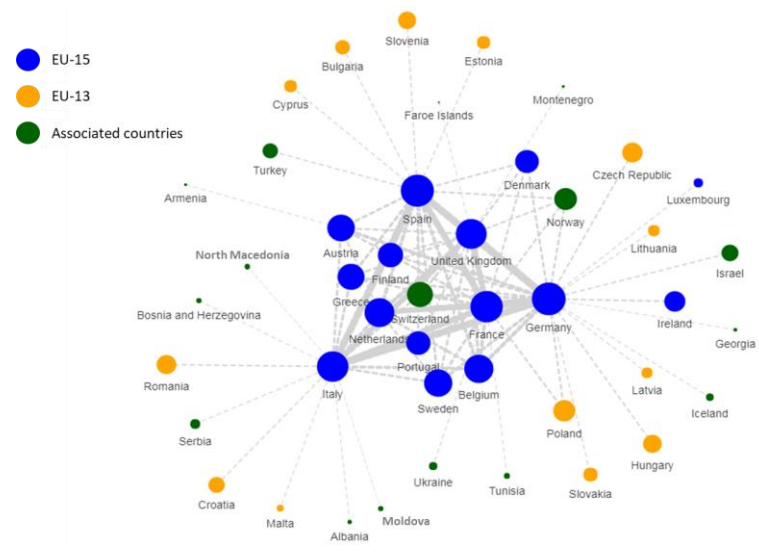 Slovenia
Bulgaria
Estonia
EU-15
EU-13
Cyprus
Faroe Islands
Montenegro
Associated countries
Turkey
Denmark
Czech Republic
Armenia
Luxembourg
Spain
Norway
Lithuania
Austria
North Macedonia
United Kingdom
Israel
Finland
Greece
Switzerland
Bosnia and Herzegovina
Netherlands
France
Germany
Ireland
Georgia
Portugal
Romania
Italy
Latvia
Sweden
Belgium
Iceland
Serbia
Poland
Hungary
Ukraine
Tunisia
Slovakia
Croatia
Malta
Albania
Moldova